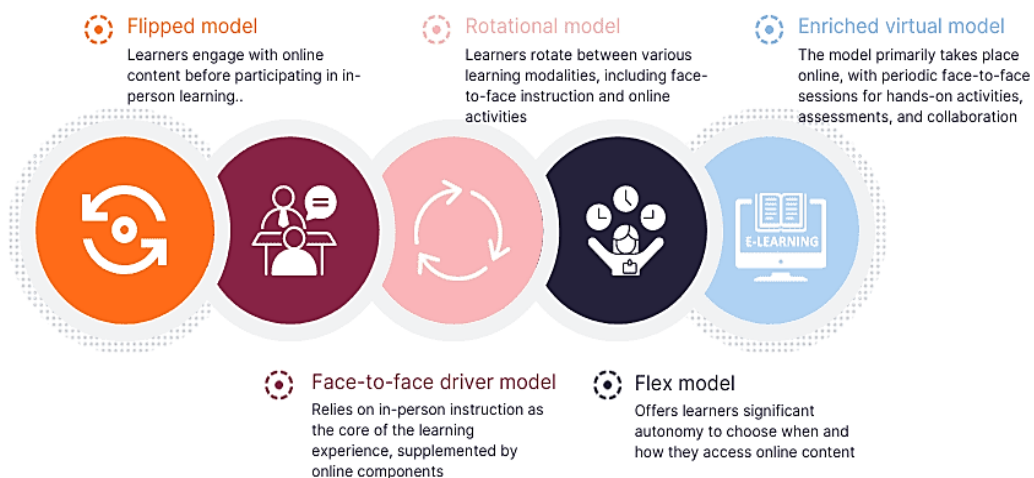 Flipped model
Learners engage with online
content before participating in in-
person learning..
Rotational model
Learners rotate between various
learning modalities, including face-
to-face instruction and online
activities
Enriched virtual model
The model primarily takes place
online, with periodic face-to-face
sessions for hands-on activities,
assessments, and collaboration
E-LEARNING
Face-to-face driver model
Relies on in-person instruction as
the core of the learning
experience, supplemented by
online components
Flex model
Offers learners significant
autonomy to choose when and
how they access online content